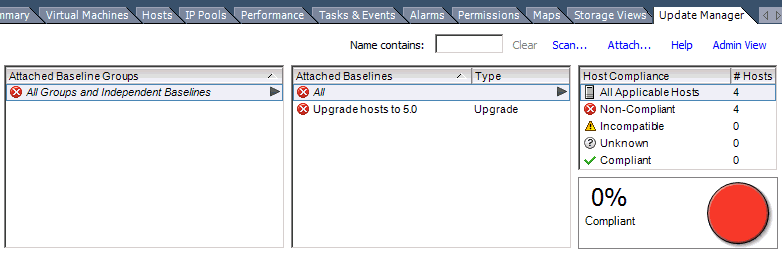 mmary Virtual Machines Hosts IP Pools Performance Tasks & Events Alarms Permissions Maps Storage Views Update Manager
Name contains: Clear Scan... Attach... Help Admin View
Attached Baseline Groups
All Groups and Independent Baselines
Attached Baselines Type
All
Upgrade hosts to 5.0 Upgrade
Host Compliance # Hosts
All Applicable Hosts 4
Non-Compliant 4
Incompatible 0
Unknown 0
Compliant 0
0%
Compliant